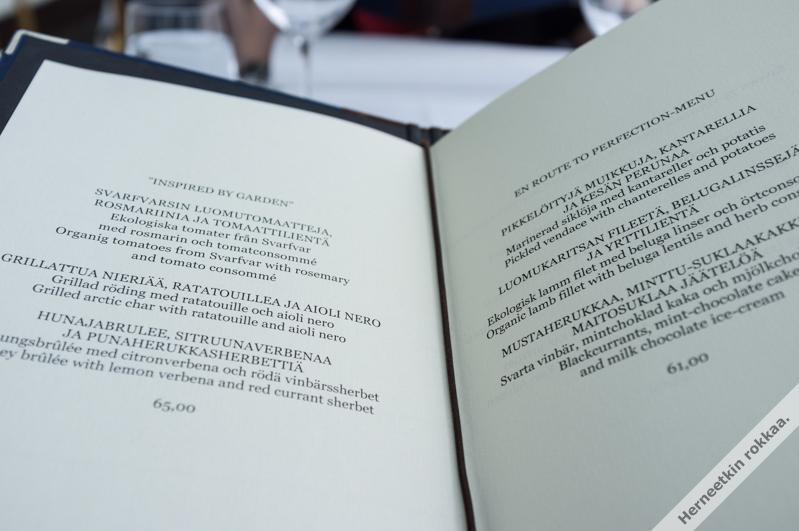 "INSPIRED BY GARDEN"
SVARFVARSIN LUOMUTOMAATTEJA,
ROSMARIINIA JA TOMAATTILIENTÄ
Ekologiska tomater från Svarfvar
med rosmarin och tomatconsommé
Organig tomatoes from Svarfvar with rosemary
and tomato consommé
GRILLATTUA NIERIÄÄ, RATATOUILLEA JA AIOLI NERO
Grillad röding med ratatouille och aioli nero
Grilled arctic char with ratatouille and aioli nero
HUNAJABRULEE, SITRUUNAVERBENAA
JA PUNAHERUKKASHERBETTIÄ
ungsbrûlée med citronverbena och rödä vinbärssherbet
ey brûlée with lemon verbena and red currant sherbet
65,00
EN ROUTE TO PERFECTION-MENU
PIKKELÖITYJÄ MUIKKUJA, KANTARELLIA
JA KESÄN PERUNAA
Marinerad siklöja med kantareller och potatis
Pickled vendace with chanterelles and potatoes
LUOMUKARITSAN FILEETÄ, BELUGALINSSEJÄ
JA YRTTILIENTÄ
Ekologisk lamm filet med beluga linser och örtconso
Organic lamb fillet with beluga lentils and herb cons
MUSTAHERUKKAA, MINTTU-SUKLAAKAKK
MAITOSUKLAA JÄÄTELÖÄ
Svarta vinbär, mintchoklad kaka och mjölkcho
Blackcurrants, mint-chocolate cake
and milk chocolate ice-cream
61,00
Herneetkin rokkaa.